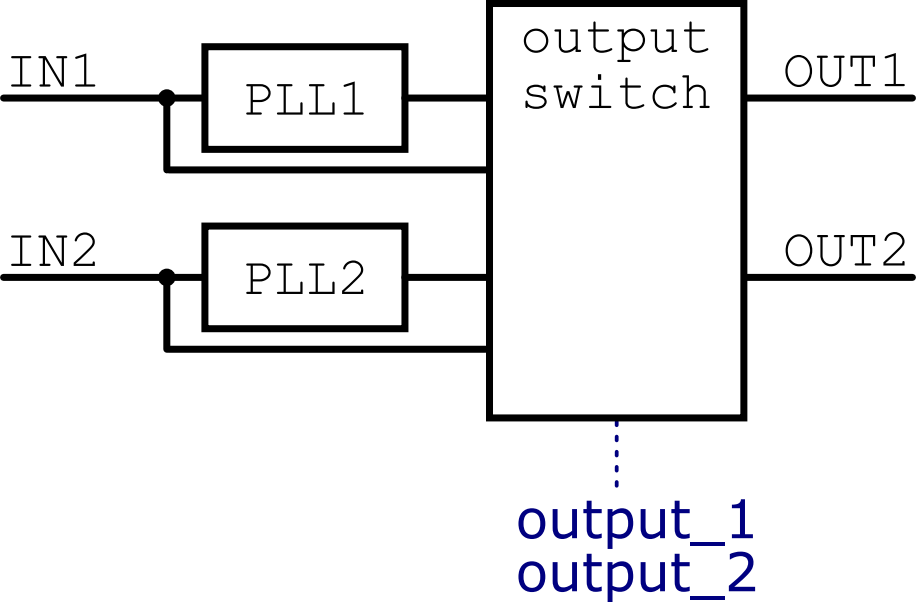 IN1
PLL1
output
switch
OUT1
IN2
PLL2
OUT2
output_1
output_2